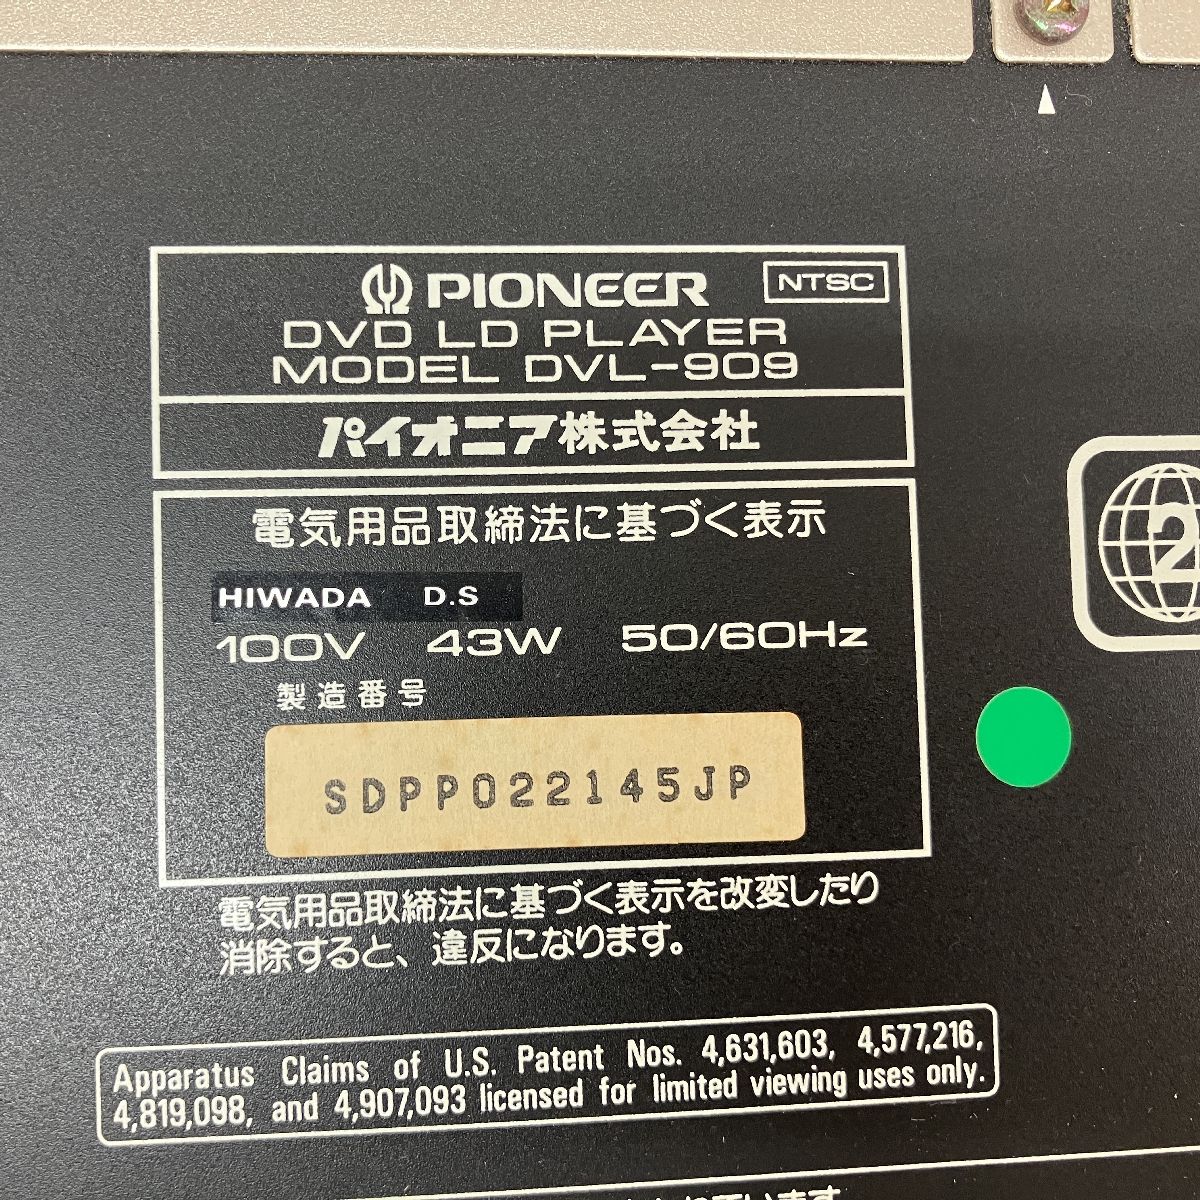 PIONEER NTSC
DVD LD PLAYER
MODEL DVL-909
パイオニア株式会社
電気用品取締法に基づく表示
HIWADA D.S
100V 43W 50/60Hz
製造番号
SDPP022145JP
2
電気用品取締法に基づく表示を改変したり
消除すると、違反になります。
Apparatus Claims of U.S. Patent Nos. 4,631,603, 4,577,216,
4,819,098, and 4,907,093 licensed for limited viewing uses only.